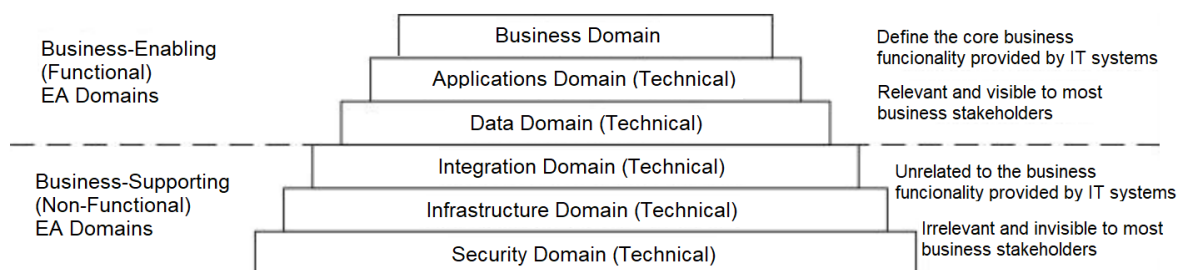 Business-Enabling
(Functional)
EA Domains
Business Domain
Applications Domain (Technical)
Data Domain (Technical)
Define the core business
funcionality provided by IT systems
Relevant and visible to most
business stakeholders
Business-Supporting
(Non-Functional)
EA Domains
Integration Domain (Technical)
Infrastructure Domain (Technical)
Security Domain (Technical)
Unrelated to the business
funcionality provided by IT systems
Irrelevant and invisible to most
business stakeholders